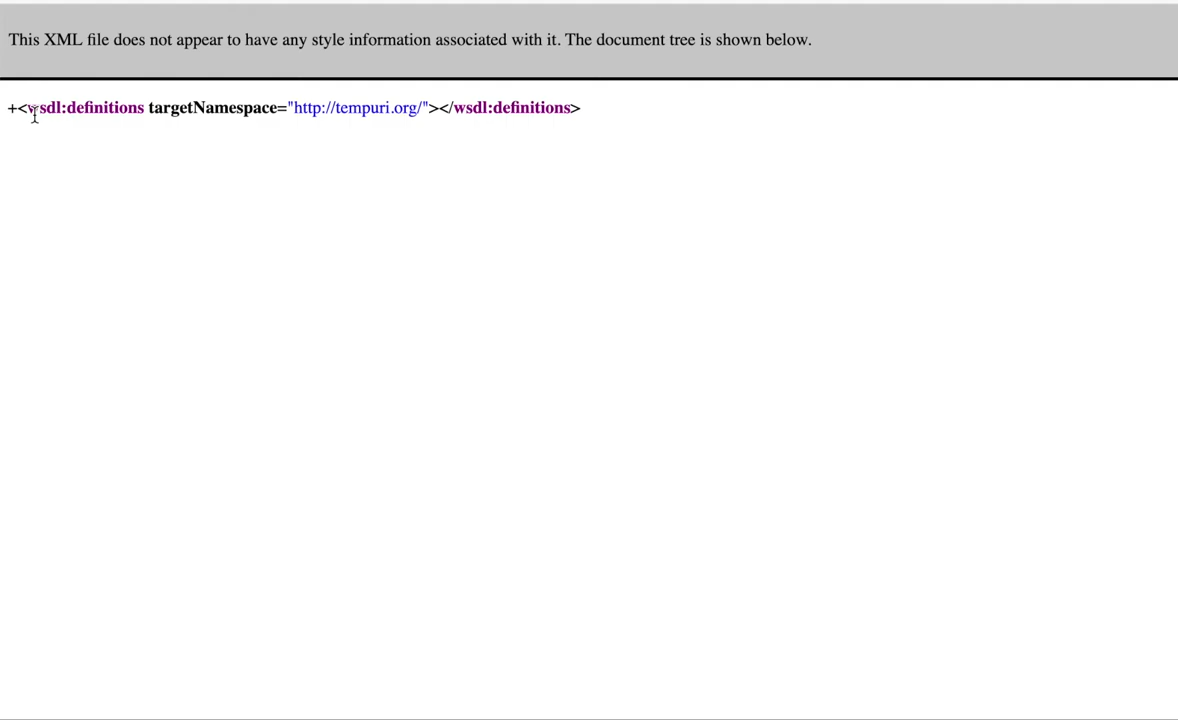 This XML file does not appear to have any style information associated with it. The document tree is shown below.
+<wsdl:definitions targetNamespace="http://tempuri.org/"></wsdl:definitions>